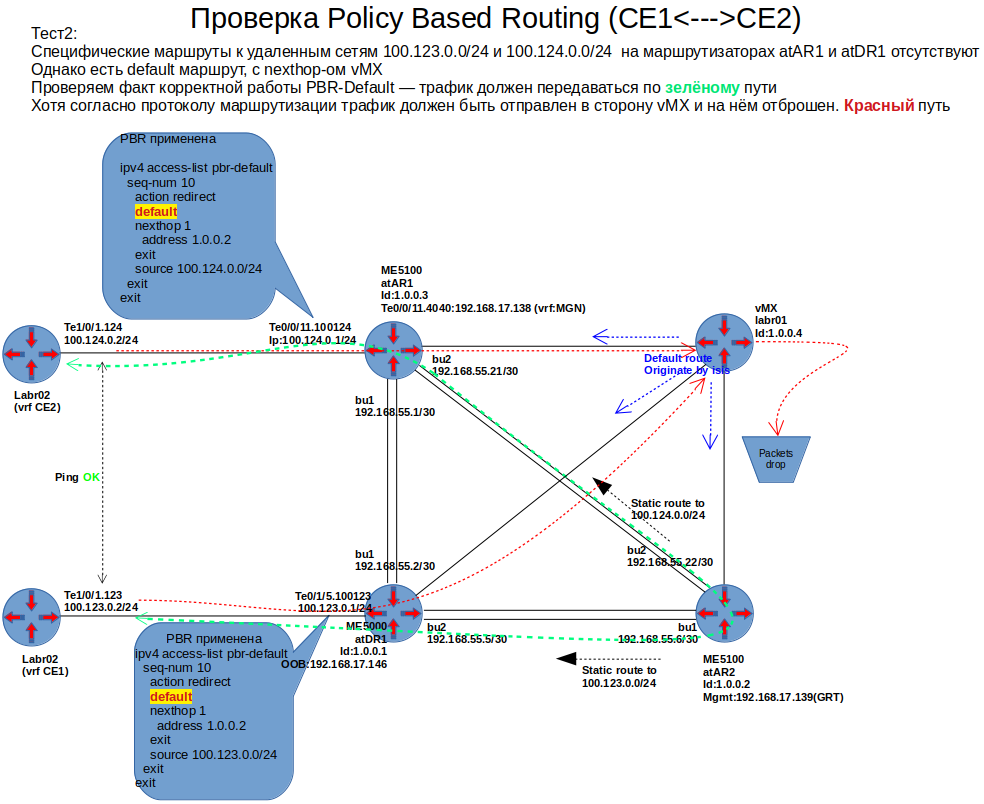 Проверка Policy Based Routing (CE1<--->CE2)
Тест2:
Специфические маршруты к удаленным сетям 100.123.0.0/24 и 100.124.0.0/24  на маршрутизаторах atAR1 и atDR1 отсутствуют
Однако есть default маршрут, с nexthop-ом vMX
Проверяем факт корректной работы PBR-Default — трафик должен передаваться по зелёному пути
Хотя согласно протоколу маршрутизации трафик должен быть отправлен в сторону vMX и на нём отброшен. Красный путь
PBR применена
ipv4 access-list pbr-default
seq-num 10
action redirect
default
nexthop 1
address 1.0.0.2
exit
source 100.124.0.0/24
exit
exit
ME5100
atAR1
Id:1.0.0.3
Te0/0/11.4040:192.168.17.138 (vrf:MGN)
vMX
labr01
Id:1.0.0.4
Te1/0/1.124
100.124.0.2/24
Te0/0/11.100124
Ip:100.124.0.1/24
bu2
192.168.55.21/30
Default route
Originate by isis
Labr02
(vrf CE2)
bu1
192.168.55.1/30
Packets
drop
Ping OK
Static route to
100.124.0.0/24
bu1
192.168.55.2/30
bu2
192.168.55.22/30
Te1/0/1.123
100.123.0.2/24
Te0/1/5.100123
100.123.0.1/24
ME5000
atDR1
Id:1.0.0.1
OOB:192.168.17.146
bu2
192.168.55.5/30
bu1
192.168.55.6/30
Labr02
(vrf CE1)
PBR применена
ipv4 access-list pbr-default
seq-num 10
action redirect
default
nexthop 1
address 1.0.0.2
exit
source 100.123.0.0/24
exit
exit
Static route to
100.123.0.0/24
ME5100
atAR2
Id:1.0.0.2
Mgmt:192.168.17.139(GRT)